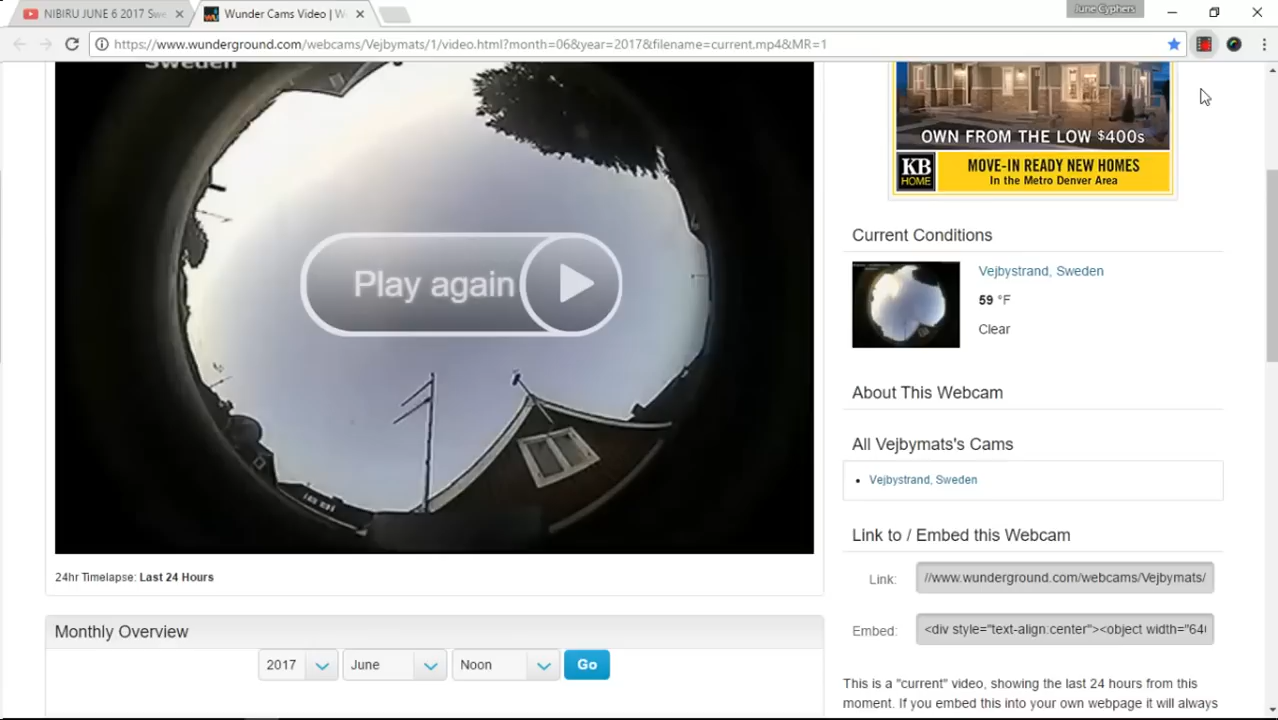 NIBIRU JUNE 6 2017 Swe
Wunder Cams Video | W
June Cyphers
https://www.wunderground.com/webcams/Vejbymats/1/video.html?month=06&year=2017&filename=current.mp4&MR=1
Sweden
Play again
24hr Timelapse: Last 24 Hours
Monthly Overview
2017 June Noon Go
OWN FROM THE LOW $400s
KB HOME
MOVE-IN READY NEW HOMES
In the Metro Denver Area
Current Conditions
Vejbystrand, Sweden
59 °F
Clear
About This Webcam
All Vejbymats's Cams
Vejbystrand, Sweden
Link to / Embed this Webcam
Link: //www.wunderground.com/webcams/Vejbymats/
Embed: <div style="text-align:center"><object width="64
This is a "current" video, showing the last 24 hours from this
moment. If you embed this into your own webpage it will always